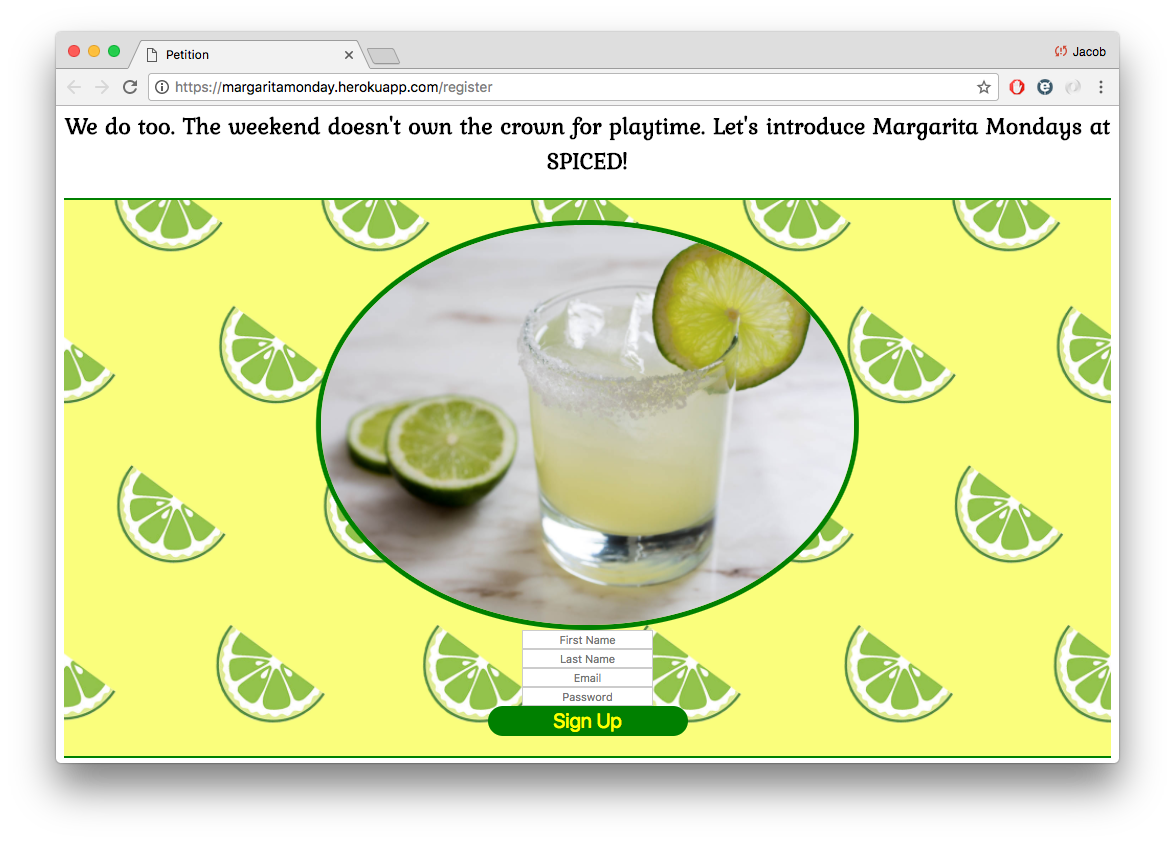 Petition
Jacob
https://margaritamonday.herokuapp.com/register
We do too. The weekend doesn't own the crown for playtime. Let's introduce Margarita Mondays at
SPICED!
First Name
Last Name
Email
Password
Sign Up